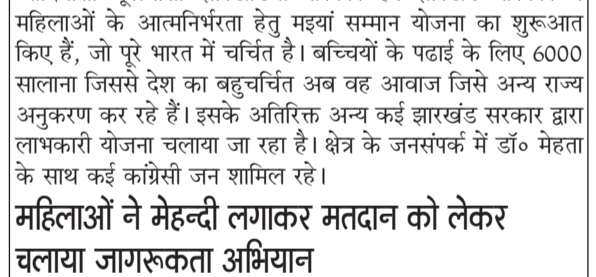 महिलाओं के आत्मनिर्भरता हेतु मइयां सम्मान योजना का शुरूआत
किए हैं, जो पूरे भारत में चर्चित है। बच्चियों के पढाई के लिए 6000
सालाना जिससे देश का बहुचर्चित अब वह आवाज जिसे अन्य राज्य
अनुकरण कर रहे हैं। इसके अतिरिक्त अन्य कई झारखंड सरकार द्वारा
लाभकारी योजना चलाया जा रहा है। क्षेत्र के जनसंपर्क में डॉ० मेहता
के साथ कई कांग्रेसी जन शामिल रहे।
महिलाओं ने मेहन्दी लगाकर मतदान को लेकर
चलाया जागरूकता अभियान